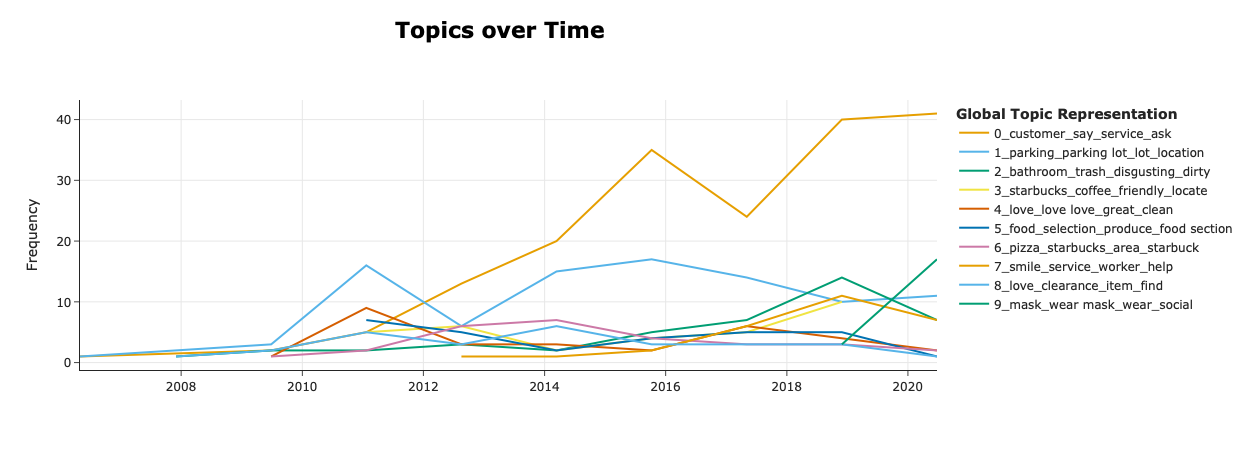 Topics over Time
Global Topic Representation
0_customer_say_service_ask
1_parking_parking lot_lot_location
2_bathroom_trash_disgusting_dirty
3_starbucks_coffee_friendly_locate
4_love_love love_great_clean
5_food_selection_produce_food section
6_pizza_starbucks_area_starbuck
7_smile_service_worker_help
8_love_clearance_item_find
9_mask_wear mask_wear_social
Frequency
40
30
20
10
0
2008
2010
2012
2014
2016
2018
2020